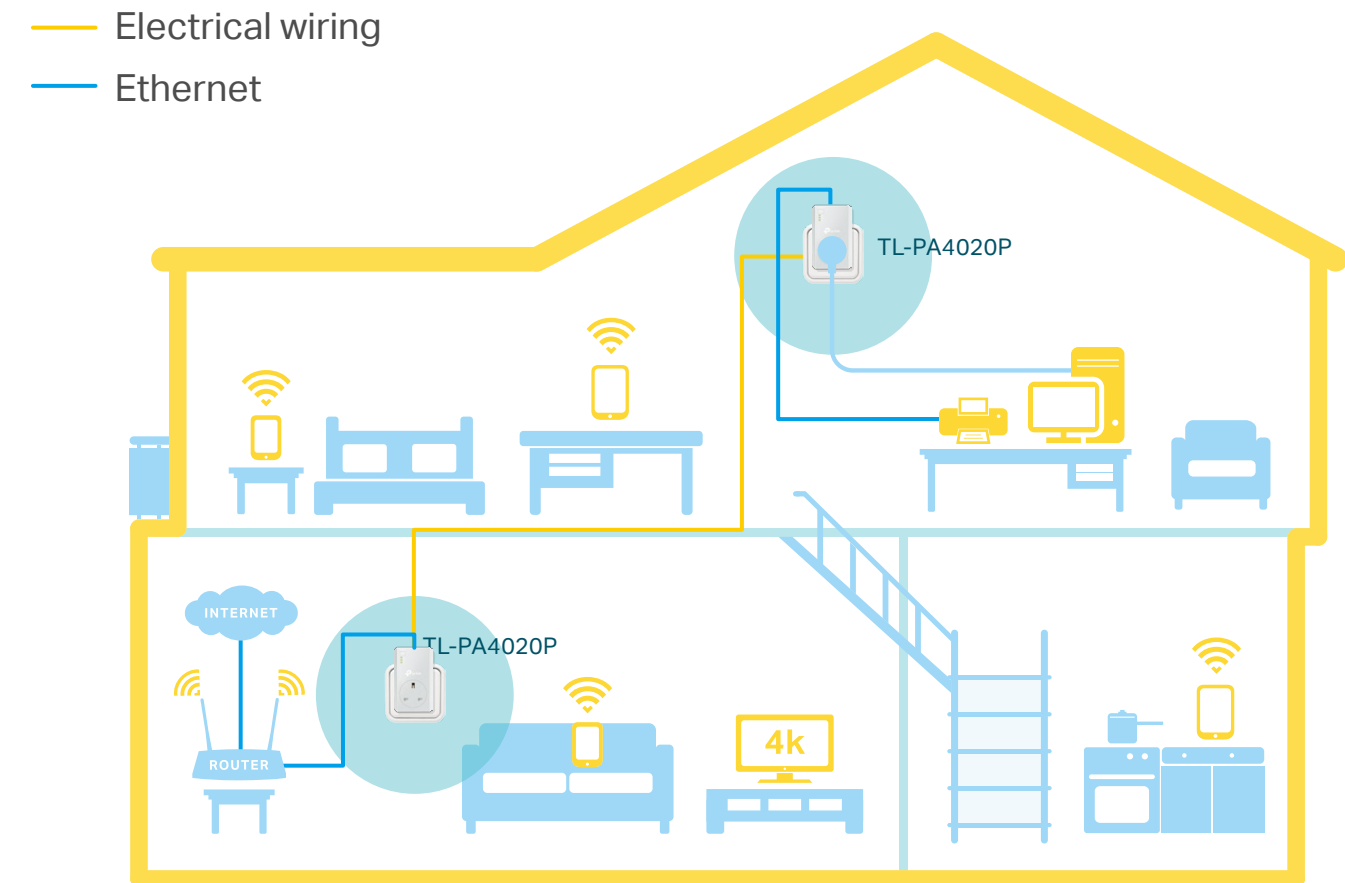 Electrical wiring
Ethernet
TL-PA4020P
INTERNET
TL-PA4020P
ROUTER
4k